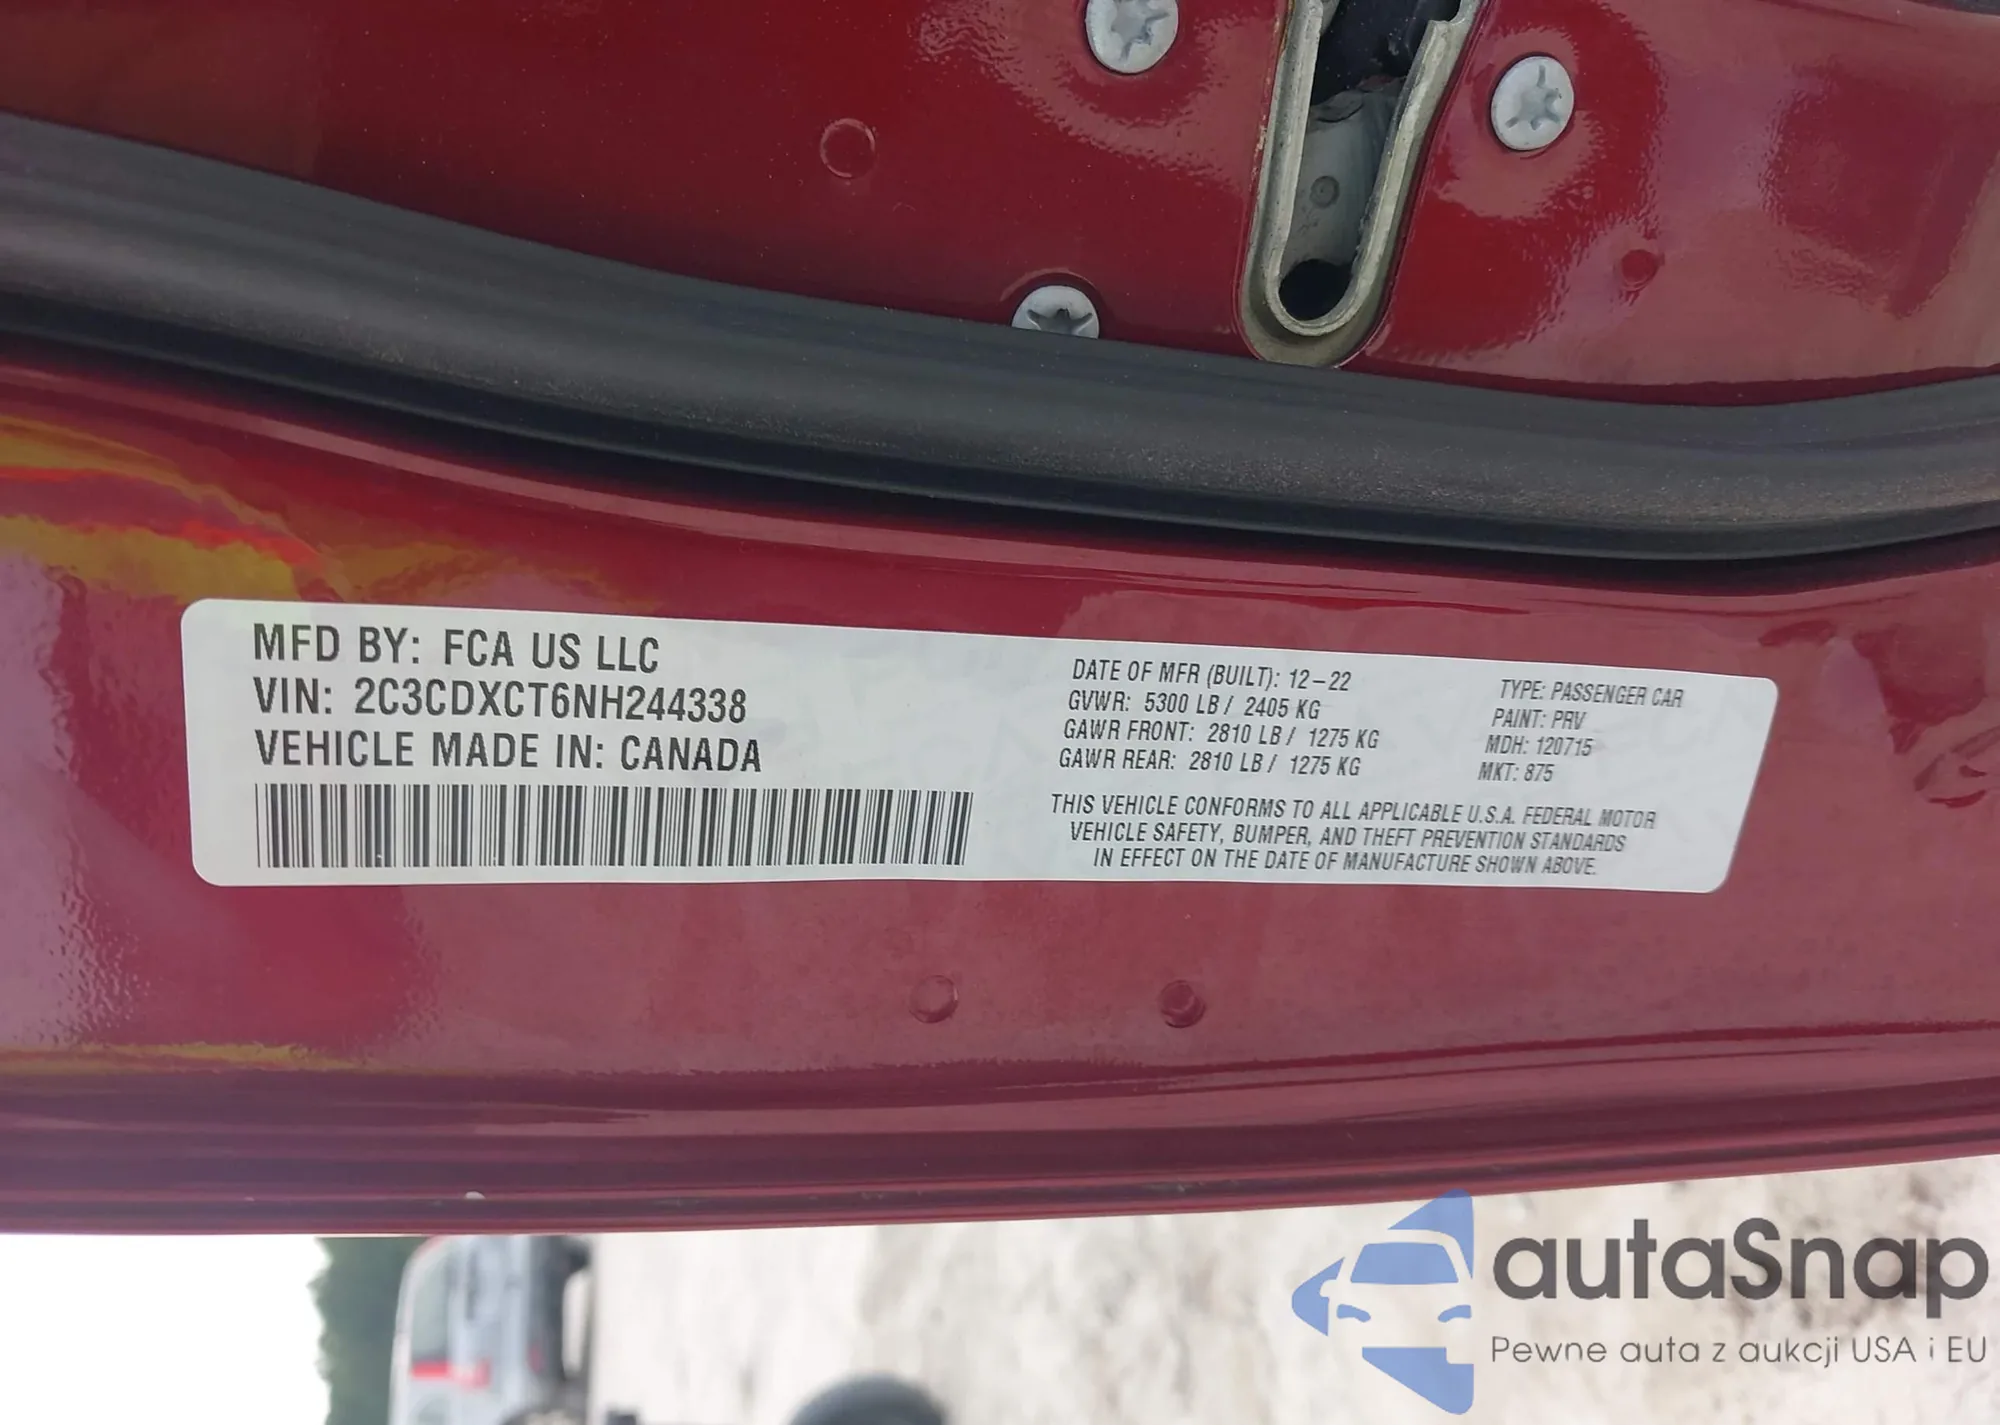 MFD BY: FCA US LLC
VIN: 2C3CDXCT6NH244338
VEHICLE MADE IN: CANADA
DATE OF MFR (BUILT): 12-22
GVWR: 5300 LB / 2405 KG
GAWR FRONT: 2810 LB / 1275 KG
GAWR REAR: 2810 LB / 1275 KG
TYPE: PASSENGER CAR
PAINT: PRV
MDH: 120715
MKT: 875
THIS VEHICLE CONFORMS TO ALL APPLICABLE U.S.A. FEDERAL MOTOR
VEHICLE SAFETY, BUMPER, AND THEFT PREVENTION STANDARDS
IN EFFECT ON THE DATE OF MANUFACTURE SHOWN ABOVE.
autaSnap
Pewne auta z aukcji USA i EU